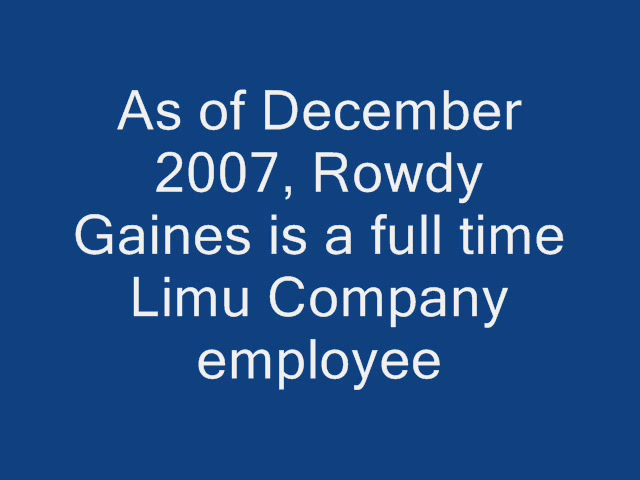 As of December
2007, Rowdy
Gaines is a full time
Limu Company
employee